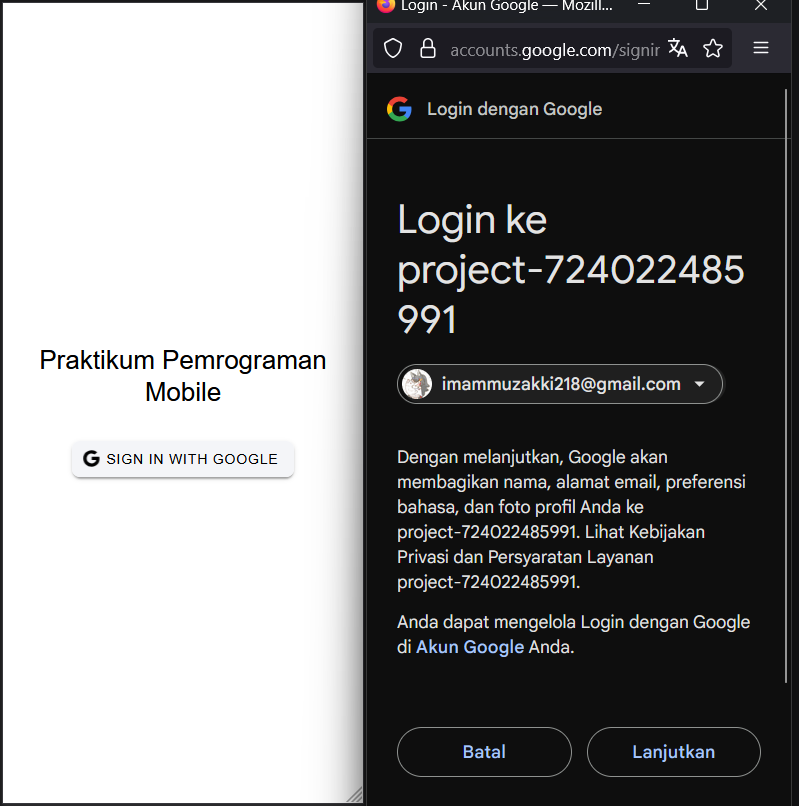 Praktikum Pemrograman
Mobile
SIGN IN WITH GOOGLE
Login - Akun Google — Mozill...
accounts.google.com/signir
Login dengan Google
Login ke
project-724022485
991
imammuzakki218@gmail.com
Dengan melanjutkan, Google akan
membagikan nama, alamat email, preferensi
bahasa, dan foto profil Anda ke
project-724022485991. Lihat Kebijakan
Privasi dan Persyaratan Layanan
project-724022485991.
Anda dapat mengelola Login dengan Google
di Akun Google Anda.
Batal
Lanjutkan